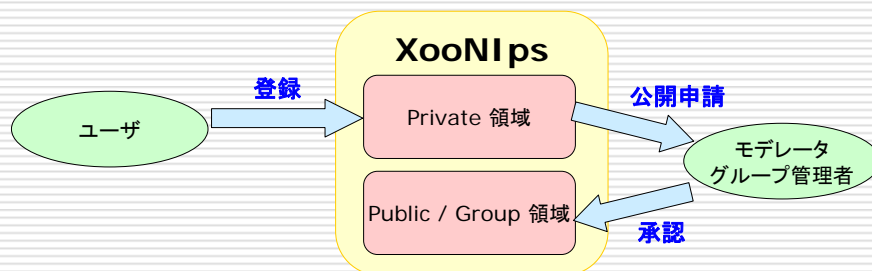 XooNIps
登録
公開申請
ユーザ
Private 領域
モデレータ
グループ管理者
Public / Group 領域
承認